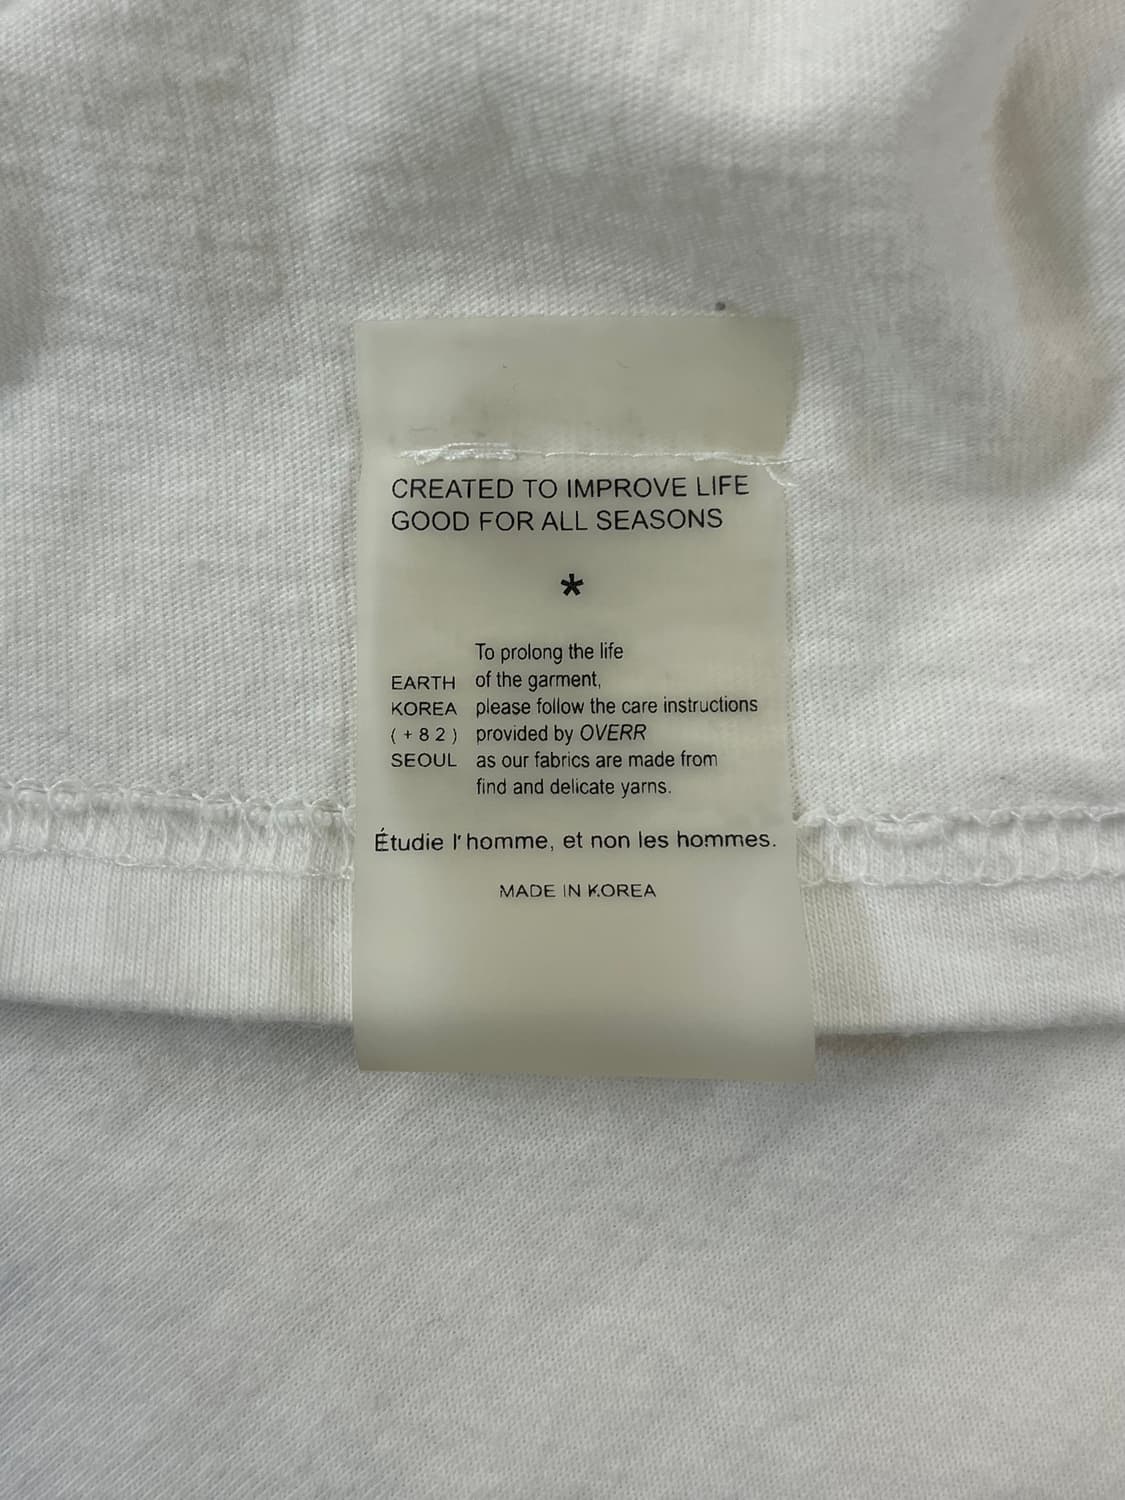 CREATED TO IMPROVE LIFE
GOOD FOR ALL SEASONS
*
To prolong the life
EARTH of the garment,
KOREA please follow the care instructions
(+82) provided by OVERR
SEOUL as our fabrics are made from
find and delicate yarns.
Étudie l'homme, et non les hommes.
MADE IN KOREA